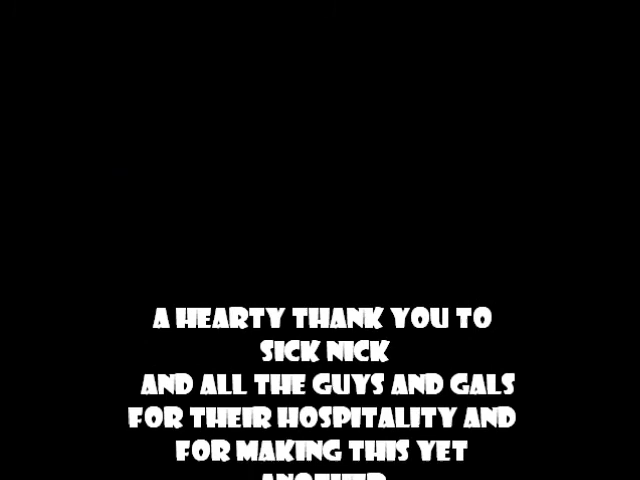 A HEARTY THANK YOU TO
SICK NICK
AND ALL THE GUYS AND GALS
FOR THEIR HOSPITALITY AND
FOR MAKING THIS YET
ANOTHER